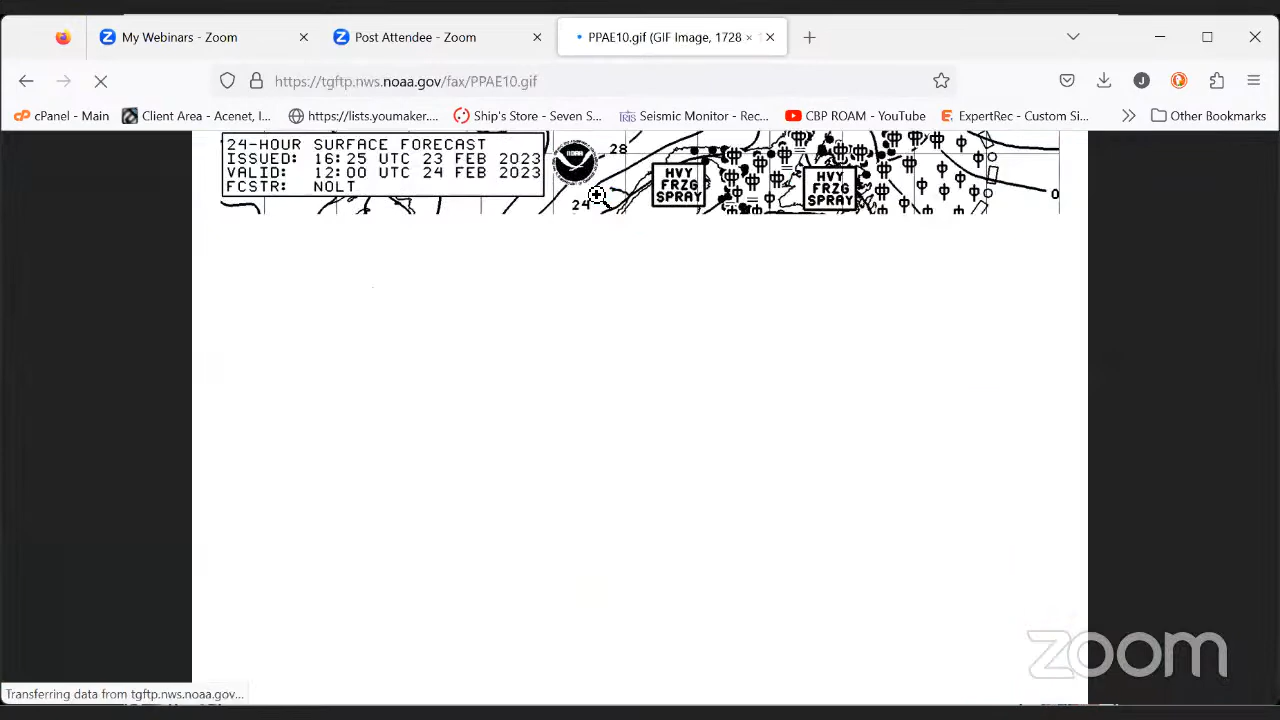 My Webinars - Zoom
Post Attendee - Zoom
PPAE10.gif (GIF Image, 1728 ×
https://tgftp.nws.noaa.gov/fax/PPAE10.gif
J
cPanel - Main
Client Area - Acenet, I...
https://lists.youmaker....
Ship's Store - Seven S...
IRIS
Seismic Monitor - Rec...
CBP ROAM - YouTube
ExpertRec - Custom Si...
Other Bookmarks
24-HOUR SURFACE FORECAST
ISSUED: 16:25 UTC 23 FEB 2023
VALID: 12:00 UTC 24 FEB 2023
FCSTR: NOLT
NOAA
28
24
HVY
FRZG
SPRAY
HVY
FRZG
SPRAY
0
zoom
Transferring data from tgftp.nws.noaa.gov...